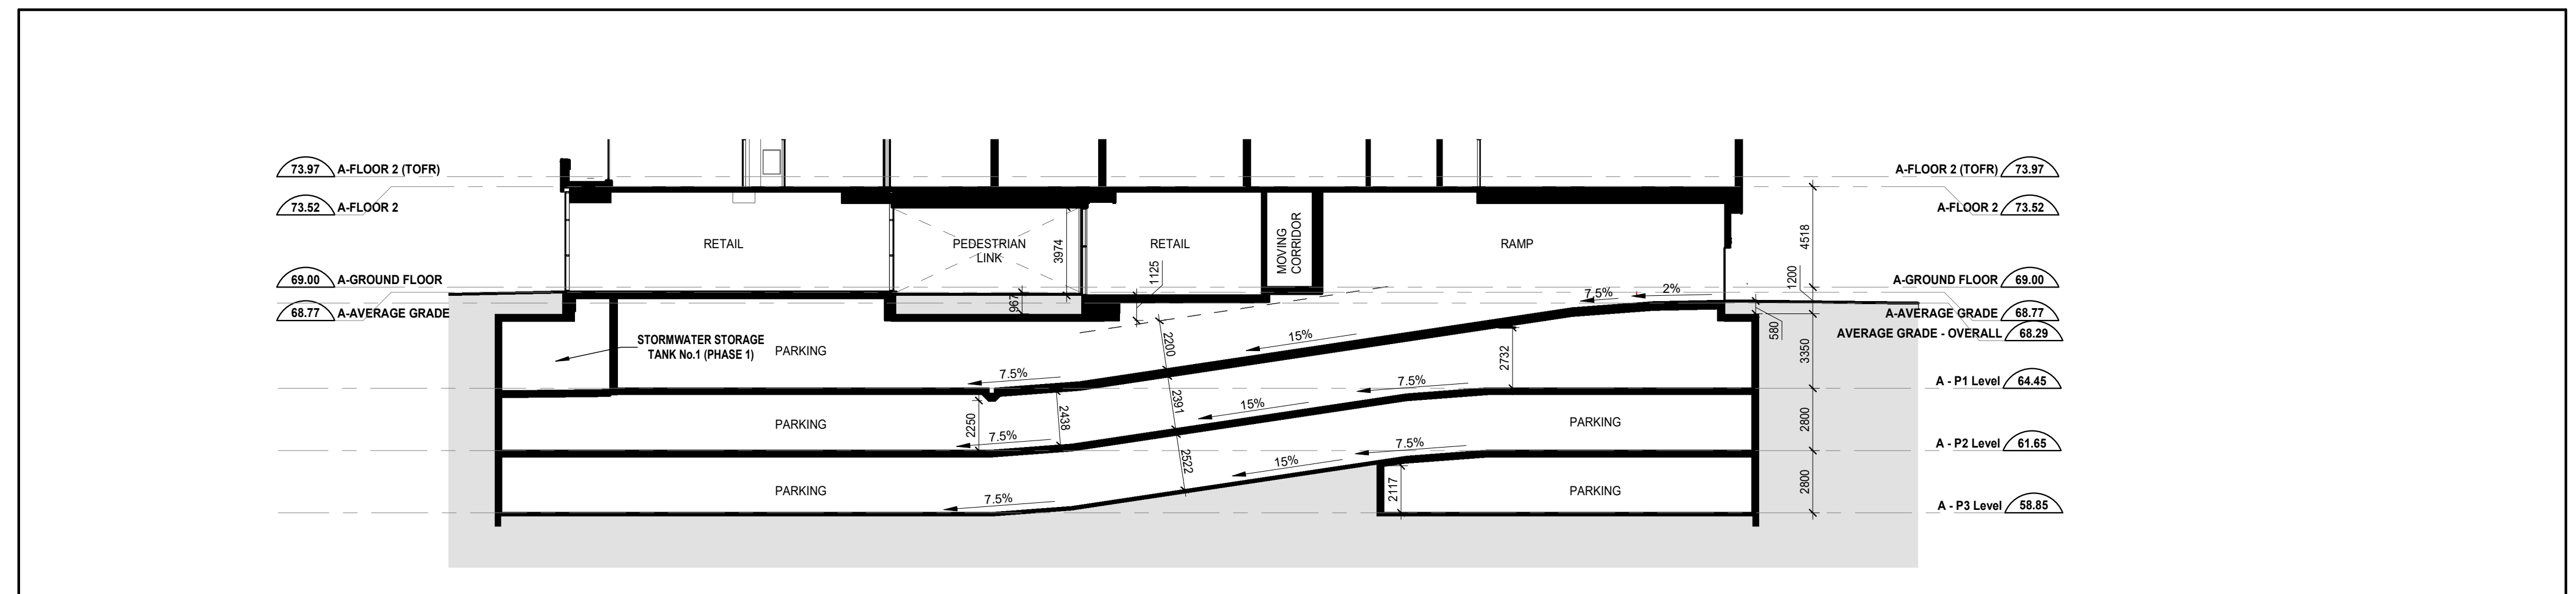 73.97 A-FLOOR 2 (TOFR)
A-FLOOR 2 (TOFR) 73.97
73.52 A-FLOOR 2
A-FLOOR 2 73.52
RETAIL
PEDESTRIAN
LINK
3974
RETAIL
MOVING
CORRIDOR
RAMP
4518
69.00 A-GROUND FLOOR
967
1125
7.5%
2%
1200
A-GROUND FLOOR 69.00
68.77 A-AVERAGE GRADE
A-AVERAGE GRADE 68.77
580
AVERAGE GRADE - OVERALL 68.29
STORMWATER STORAGE
TANK No.1 (PHASE 1)
PARKING
2200
15%
2732
3350
7.5%
7.5%
A - P1 Level 64.45
PARKING
2250
2438
2391
15%
PARKING
2800
7.5%
7.5%
A - P2 Level 61.65
2522
15%
PARKING
7.5%
2117
PARKING
2800
A - P3 Level 58.85